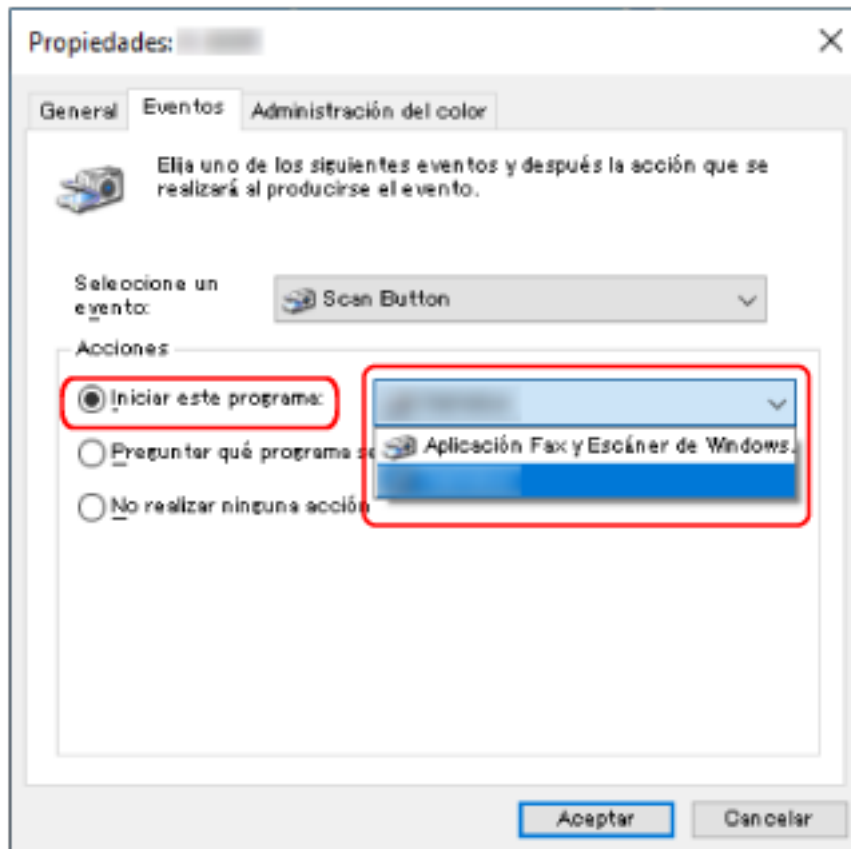 Propiedades:
General Eventos Administración del color
Elija uno de los siguientes eventos y después la acción que se
realizará al producirse el evento.
Seleccione un
evento:
Scan Button
Acciones
Iniciar este programa:
Preguntar qué programa se
Aplicación Fax y Escáner de Windows.
No realizar ninguna acción
Aceptar Cancelar